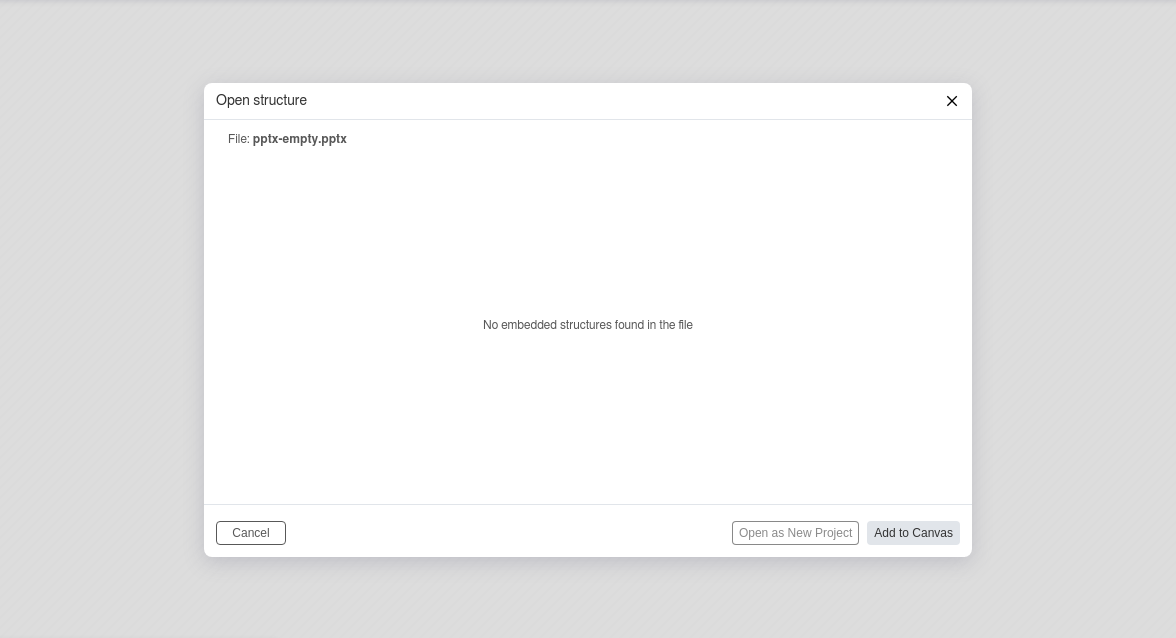 Open structure
File: pptx-empty.pptx
No embedded structures found in the file
Cancel
Open as New Project
Add to Canvas